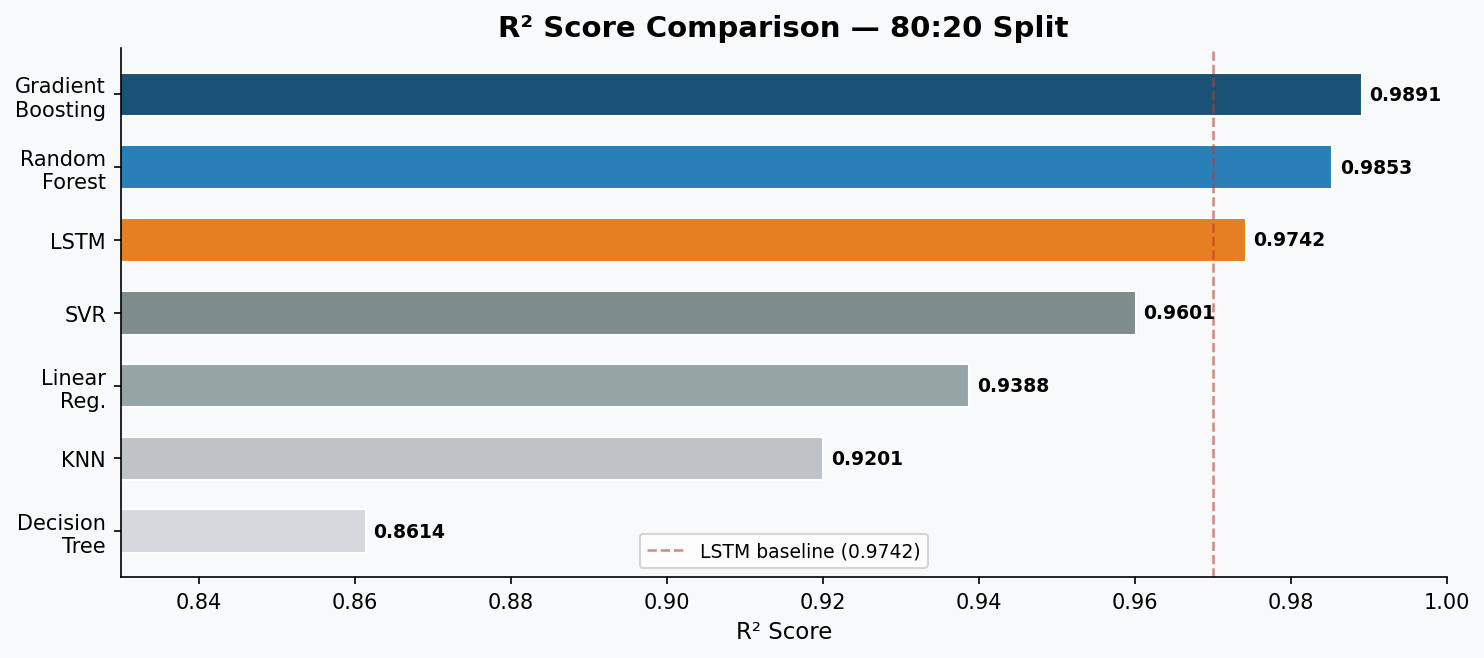 R² Score Comparison — 80:20 Split
Gradient
Boosting
0.9891
Random
Forest
0.9853
LSTM
0.9742
SVR
0.9601
Linear
Reg.
0.9388
KNN
0.9201
Decision
Tree
0.8614
LSTM baseline (0.9742)
0.84 0.86 0.88 0.90 0.92 0.94 0.96 0.98 1.00
R² Score